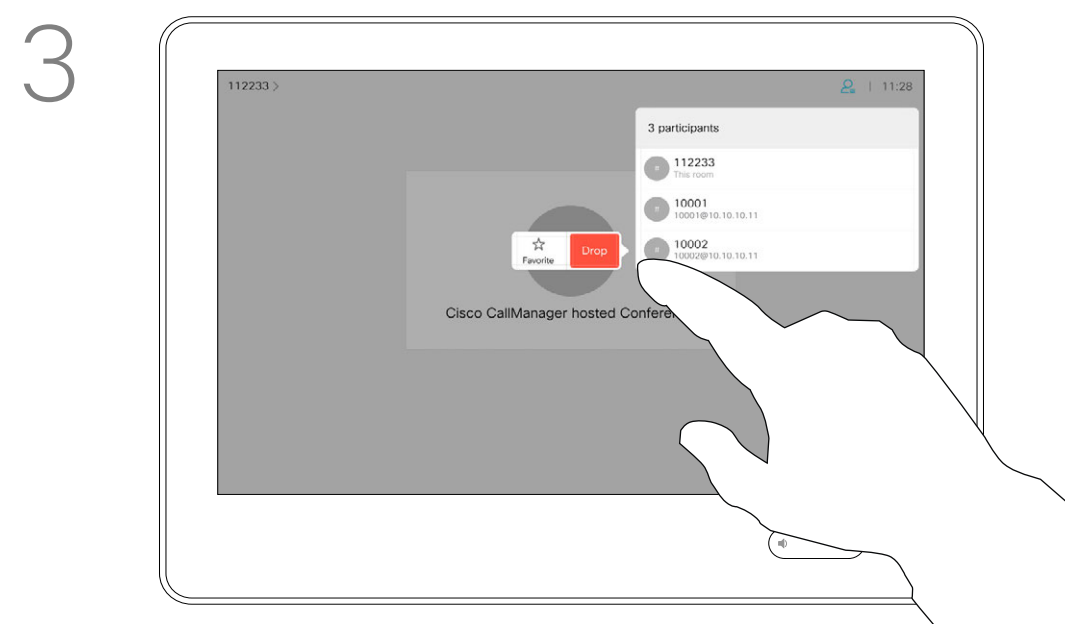 3
112233 >
| 11:28
3 participants
112233
This room
10001
10001@10.10.10.11
10002
10002@10.10.10.11
Favorite
Drop
Cisco CallManager hosted